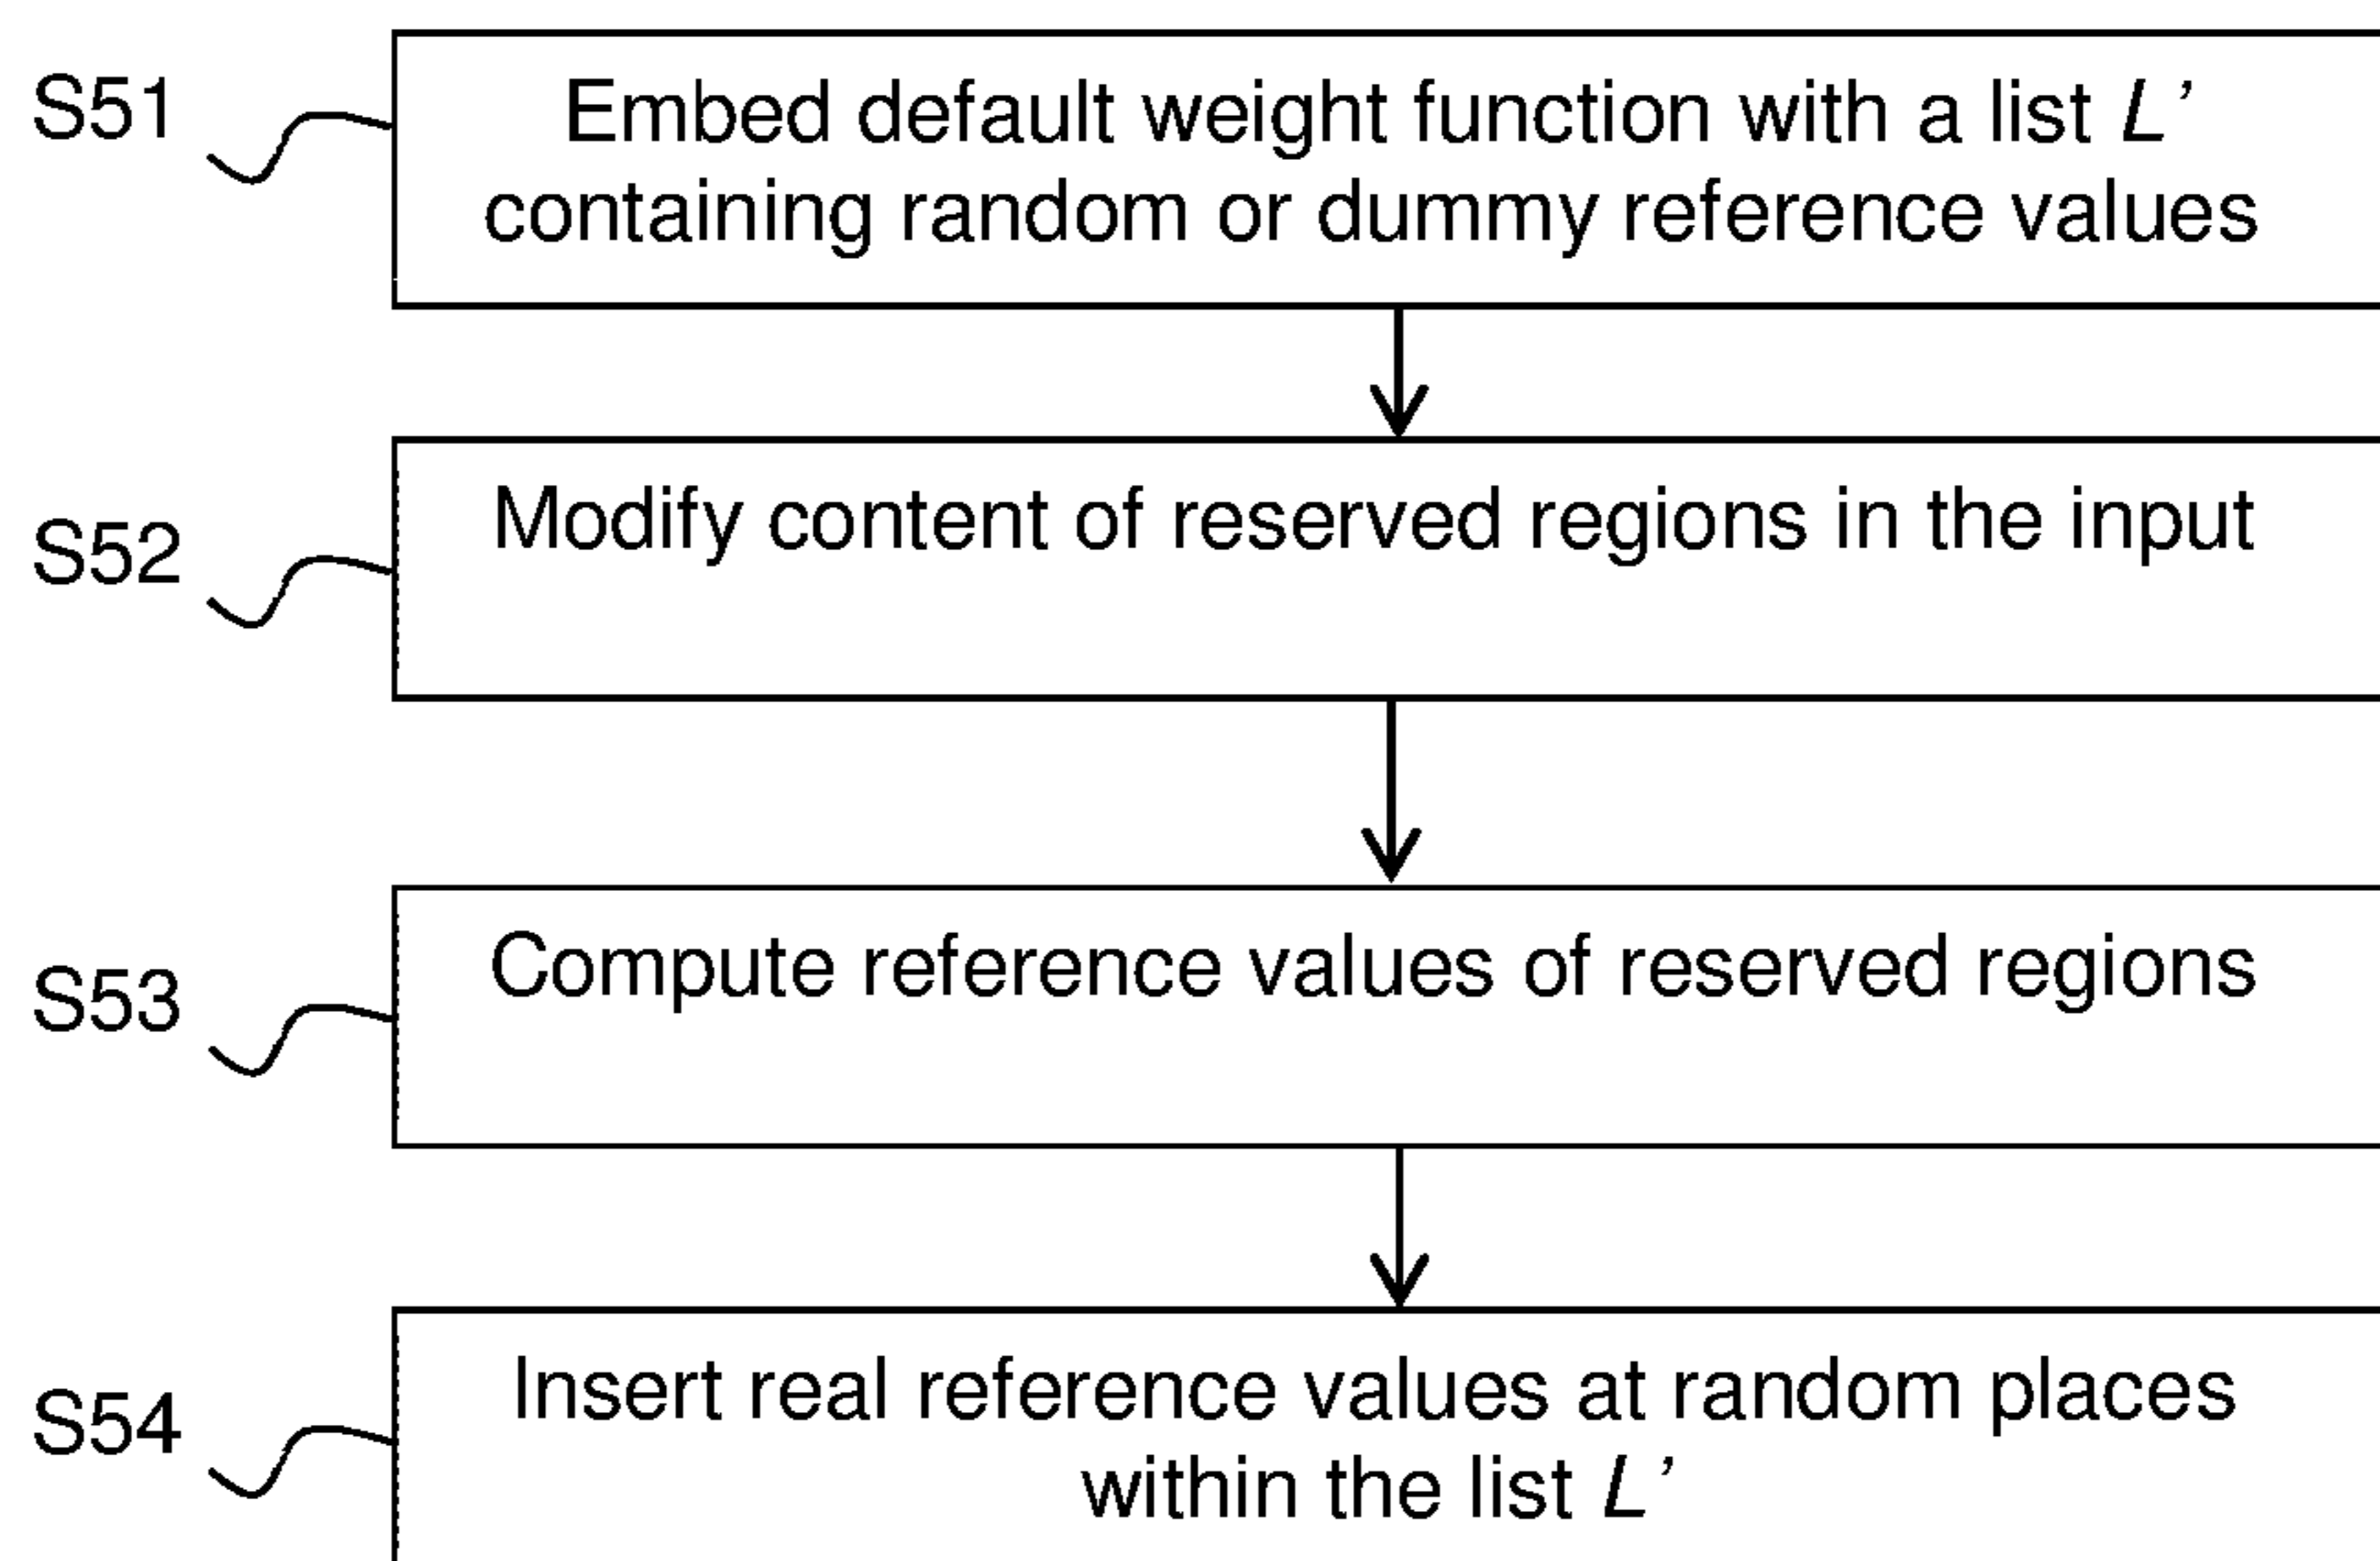 S51
Embed default weight function with a list L’
containing random or dummy reference values
S52
Modify content of reserved regions in the input
S53
Compute reference values of reserved regions
S54
Insert real reference values at random places
within the list L’